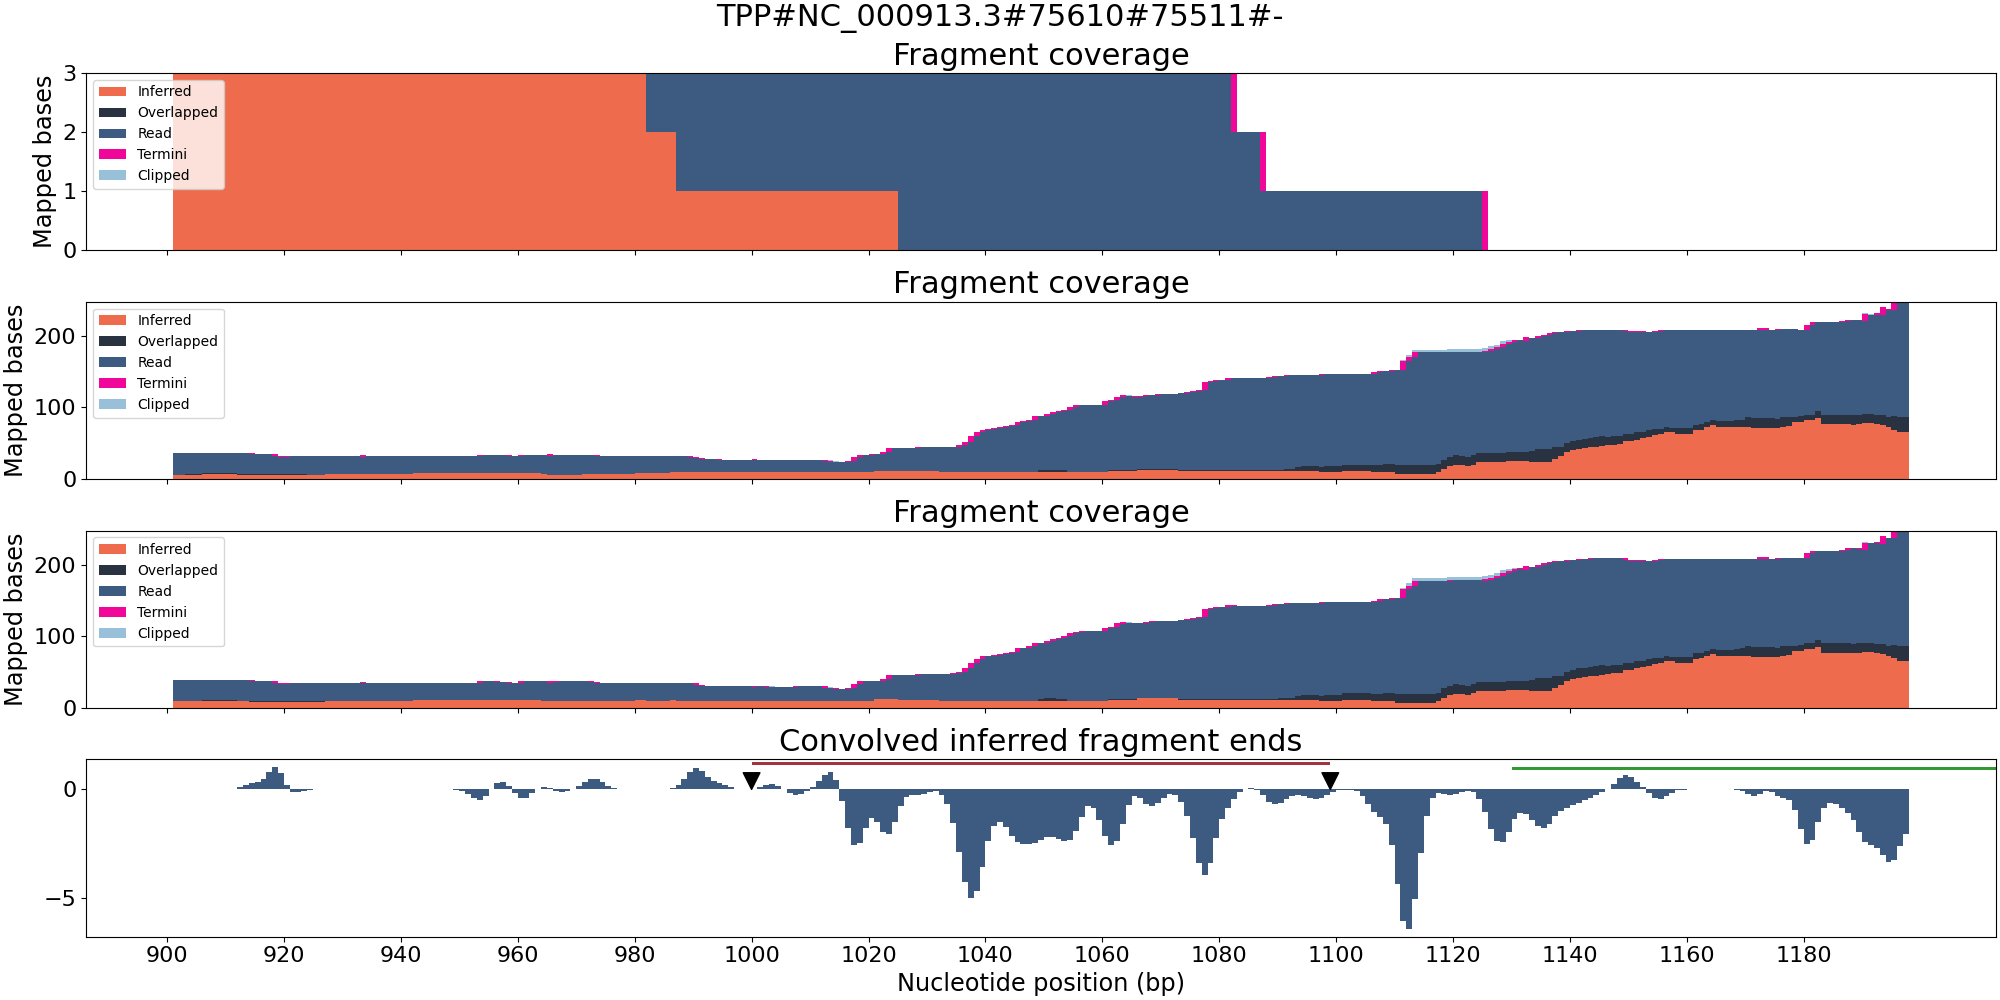 TPP#NC_000913.3#75610#75511#-
Fragment coverage
Mapped bases
3
2
1
0
Inferred
Overlapped
Read
Termini
Clipped
Fragment coverage
Mapped bases
200
100
0
Inferred
Overlapped
Read
Termini
Clipped
Fragment coverage
Mapped bases
200
100
0
Inferred
Overlapped
Read
Termini
Clipped
Convolved inferred fragment ends
0
−5
900 920 940 960 980 1000 1020 1040 1060 1080 1100 1120 1140 1160 1180
Nucleotide position (bp)